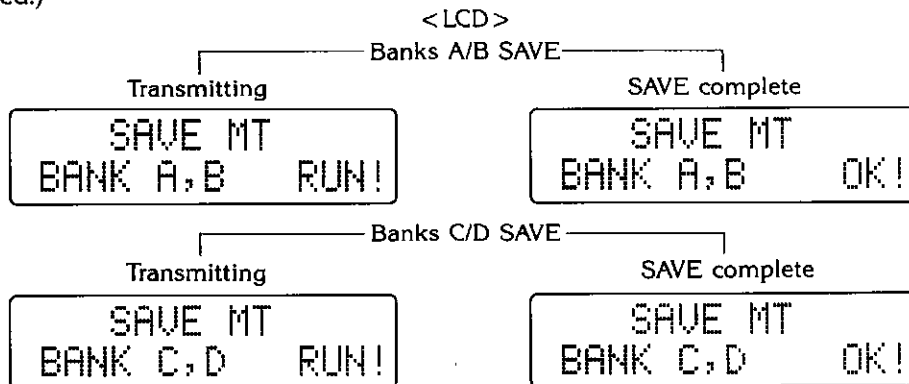 ed.)
<LCD>
Banks A/B SAVE
Transmitting SAVE complete
SAVE MT SAVE MT
BANK A,B RUN! BANK A,B OK!
Banks C/D SAVE
Transmitting SAVE complete
SAVE MT SAVE MT
BANK C,D RUN! BANK C,D OK!